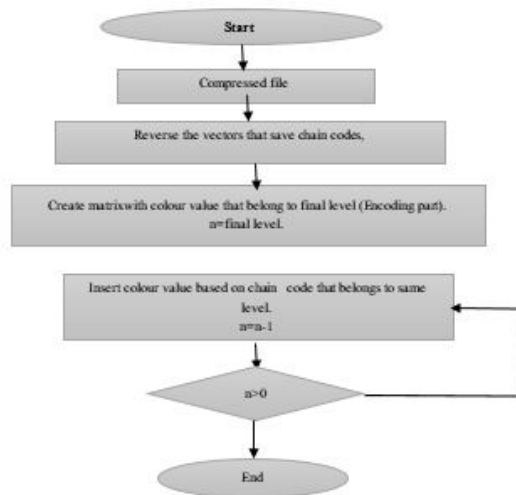 Start
Compressed file
Reverse the vectors that save chain codes,
Create matrixwith colour value that belong to final level (Encoding part).
n=final level.
Insert colour value based on chain code that belongs to same
level.
n=n-1
n>0
End